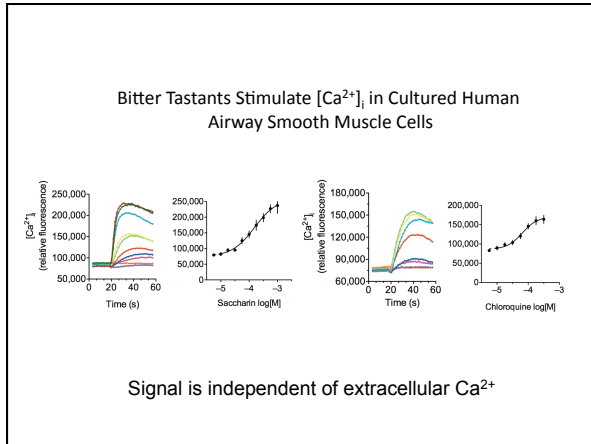 Bitter Tastants Stimulate [Ca²⁺]ᵢ in Cultured Human
Airway Smooth Muscle Cells
[Ca²⁺]ᵢ
(relative fluorescence)
250,000
200,000
150,000
100,000
50,000
0 20 40 60
Time (s)
250,000
200,000
150,000
100,000
50,000
0
–5 –4 –3
Saccharin log[M]
[Ca²⁺]ᵢ
(relative fluorescence)
180,000
150,000
120,000
90,000
75,000
60,000
0 20 40 60
Time (s)
200,000
150,000
100,000
50,000
0
–5 –4 –3
Chloroquine log[M]
Signal is independent of extracellular Ca²⁺